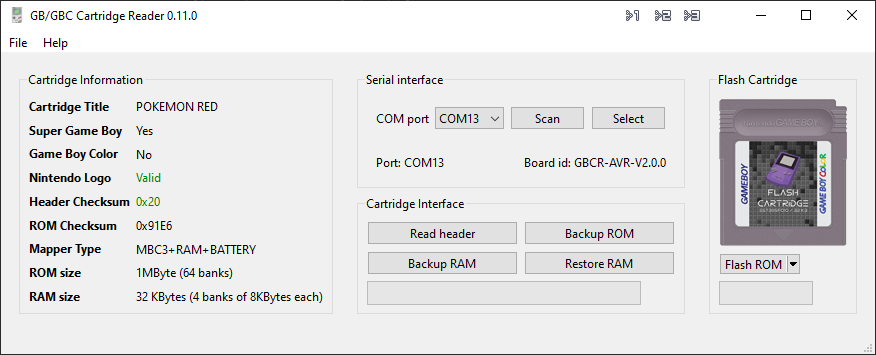 GB/GBC Cartridge Reader 0.11.0
1 2 3
File Help
Cartridge Information
Cartridge Title POKEMON RED
Super Game Boy Yes
Game Boy Color No
Nintendo Logo Valid
Header Checksum 0x20
ROM Checksum 0x91E6
Mapper Type MBC3+RAM+BATTERY
ROM size 1MByte (64 banks)
RAM size 32 KBytes (4 banks of 8KBytes each)
Serial interface
COM port COM13 Scan Select
Port: COM13 Board id: GBCR-AVR-V2.0.0
Cartridge Interface
Read header Backup ROM
Backup RAM Restore RAM
Flash Cartridge
GAMEBOY
GAMEBOY
FLASH
CARTRIDGE
GAME BOY COLOR
Flash ROM